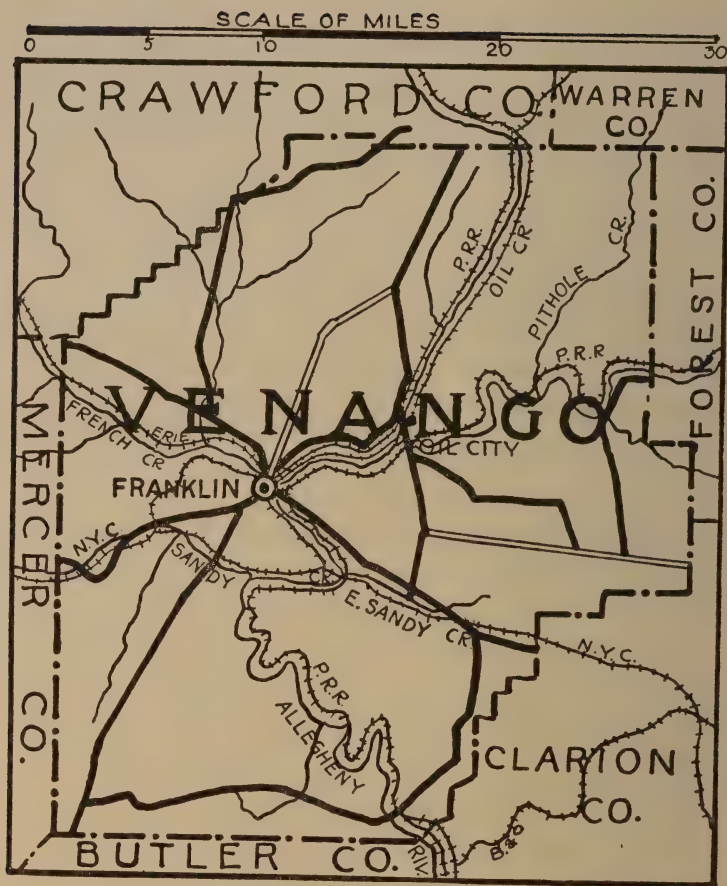 SCALE OF MILES
0 5 10 20 30
CRAWFORD CO.
WARREN
CO.
FOREST CO.
P.R.R.
OIL CR
PITHOLE CR.
P.R.R
VENANGO
FRENCH CR
ERIE
OIL CITY
FRANKLIN
MERCER CO.
N.Y.C.
SANDY CR.
E. SANDY CR.
N.Y.C.
P.R.R.
ALLEGHENY RIV.
CLARION
CO.
B.&O
BUTLER CO.